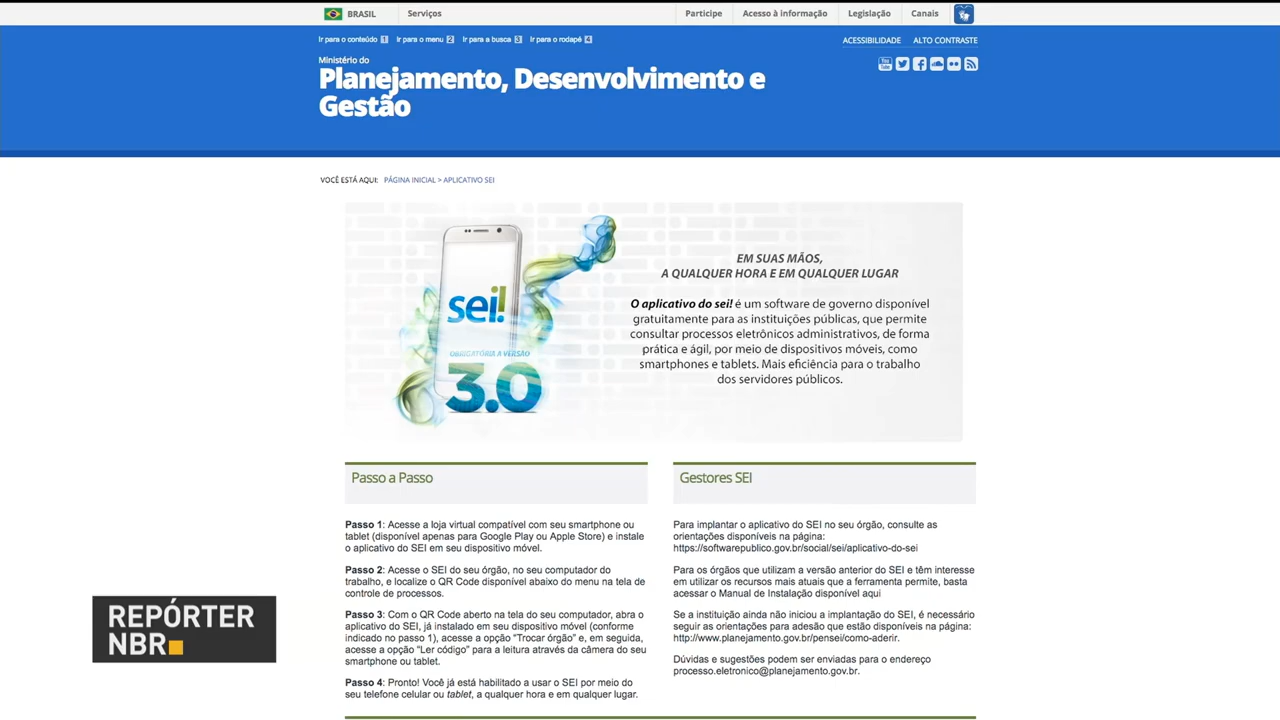 BRASIL Serviços Participe Acesso à informação Legislação Canais
Ir para o conteúdo 1 Ir para o menu 2 Ir para a busca 3 Ir para o rodapé 4 ACESSIBILIDADE ALTO CONTRASTE
Ministério do
Planejamento, Desenvolvimento e
Gestão
You Tube
VOCÊ ESTÁ AQUI: PÁGINA INICIAL > APLICATIVO SEI
sei!
OBRIGATÓRIA A VERSÃO
3.0
EM SUAS MÃOS,
A QUALQUER HORA E EM QUALQUER LUGAR
O aplicativo do sei! é um software de governo disponível
gratuitamente para as instituições públicas, que permite
consultar processos eletrônicos administrativos, de forma
prática e ágil, por meio de dispositivos móveis, como
smartphones e tablets. Mais eficiência para o trabalho
dos servidores públicos.
Passo a Passo
Passo 1: Acesse a loja virtual compatível com seu smartphone ou
tablet (disponível apenas para Google Play ou Apple Store) e instale
o aplicativo do SEI em seu dispositivo móvel.
Passo 2: Acesse o SEI do seu órgão, no seu computador do
trabalho, e localize o QR Code disponível abaixo do menu na tela de
controle de processos.
Passo 3: Com o QR Code aberto na tela do seu computador, abra o
aplicativo do SEI, já instalado em seu dispositivo móvel (conforme
indicado no passo 1), acesse a opção "Trocar órgão" e, em seguida,
acesse a opção "Ler código" para a leitura através da câmera do seu
smartphone ou tablet.
Passo 4: Pronto! Você já está habilitado a usar o SEI por meio do
seu telefone celular ou tablet, a qualquer hora e em qualquer lugar.
Gestores SEI
Para implantar o aplicativo do SEI no seu órgão, consulte as
orientações disponíveis na página:
https://softwarepublico.gov.br/social/sei/aplicativo-do-sei
Para os órgãos que utilizam a versão anterior do SEI e têm interesse
em utilizar os recursos mais atuais que a ferramenta permite, basta
acessar o Manual de Instalação disponível aqui
Se a instituição ainda não iniciou a implantação do SEI, é necessário
seguir as orientações para adesão que estão disponíveis na página:
http://www.planejamento.gov.br/pensei/como-aderir.
Dúvidas e sugestões podem ser enviadas para o endereço
processo.eletronico@planejamento.gov.br.
REPÓRTER
NBR